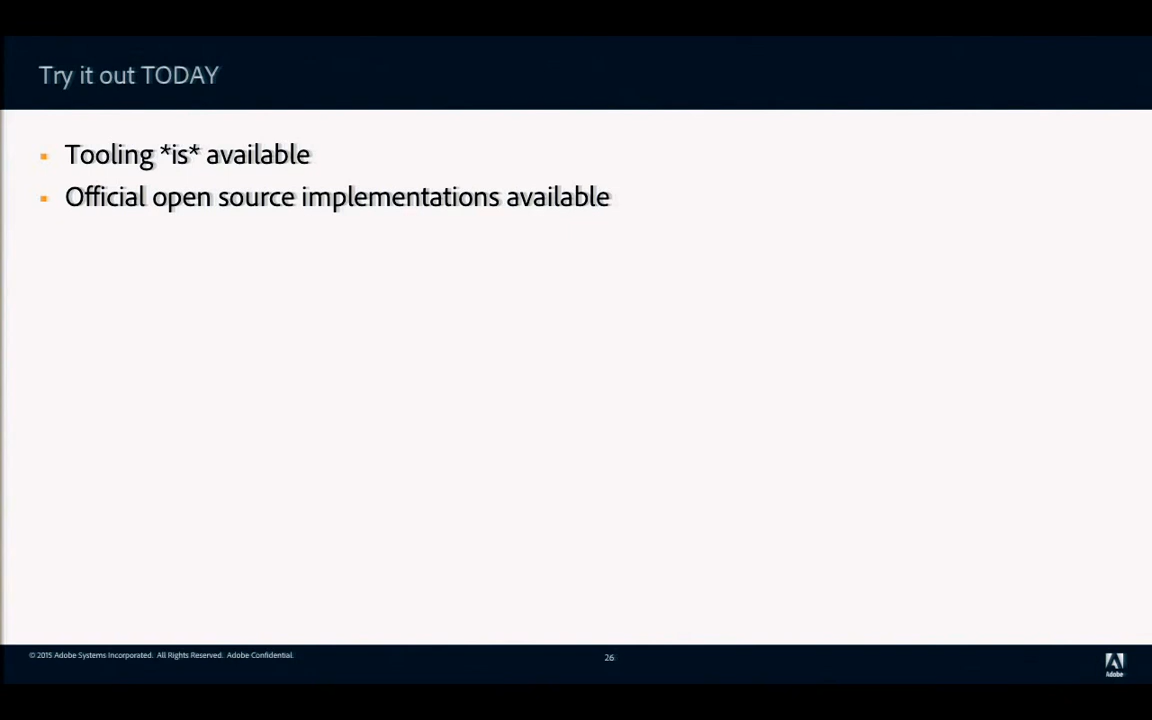 Try it out TODAY
Tooling *is* available
Official open source implementations available
© 2015 Adobe Systems Incorporated. All Rights Reserved. Adobe Confidential.
26
Adobe